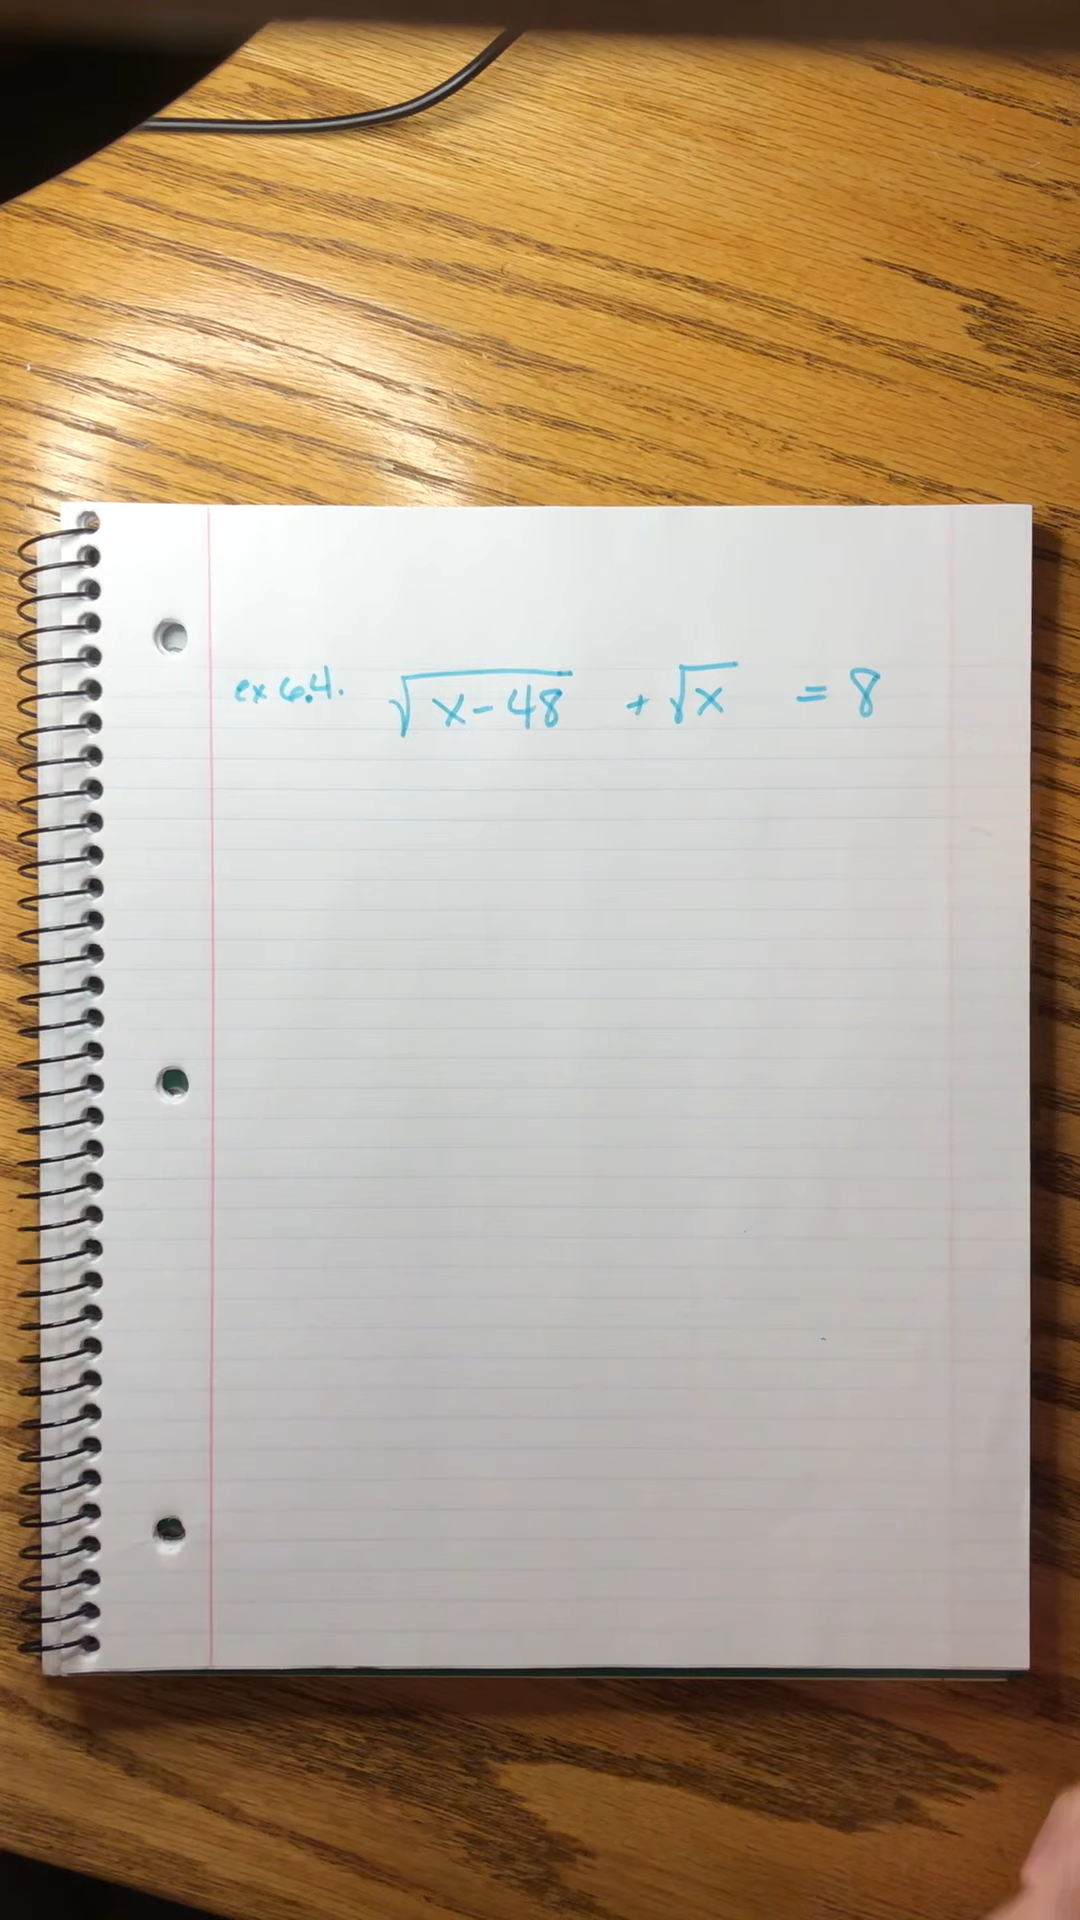 ex 6.4. √(x-48) + √x = 8